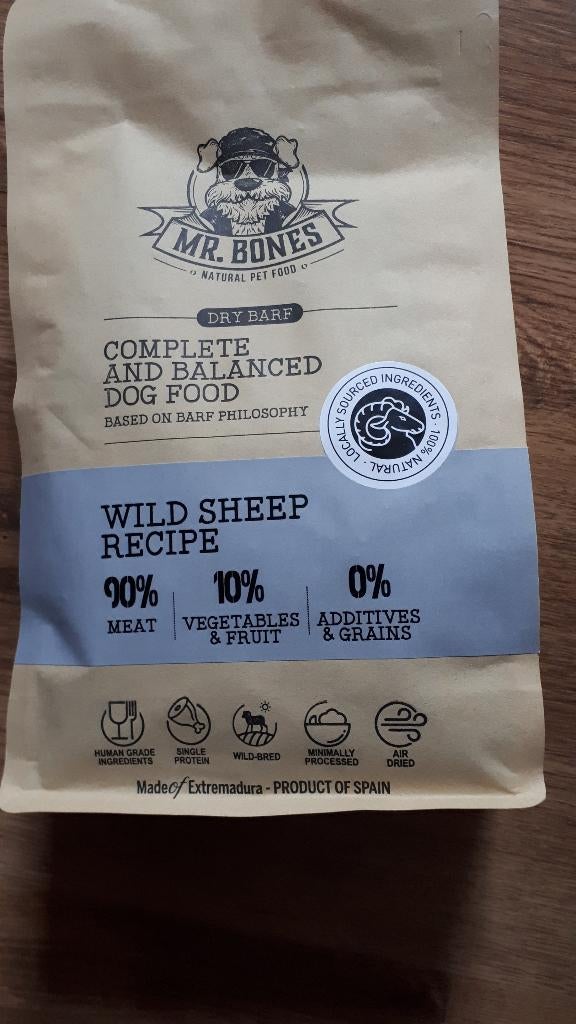 MR. BONES
NATURAL PET FOOD
DRY BARF
COMPLETE
AND BALANCED
DOG FOOD
BASED ON BARF PHILOSOPHY
LOCALLY SOURCED INGREDIENTS · 100% NATURAL ·
WILD SHEEP
RECIPE
90%
MEAT
10%
VEGETABLES
& FRUIT
0%
ADDITIVES
& GRAINS
HUMAN GRADE
INGREDIENTS
SINGLE
PROTEIN
WILD-BRED
MINIMALLY
PROCESSED
AIR
DRIED
Made of Extremadura - PRODUCT OF SPAIN